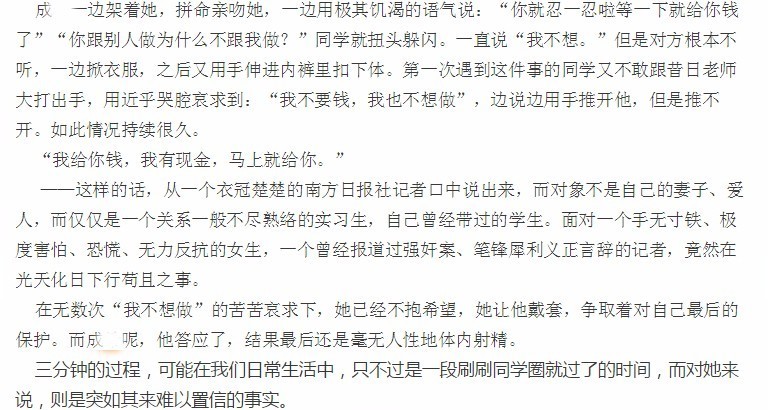 成 一边架着她，拼命亲吻她，一边用极其饥渴的语气说：“你就忍一忍啦等一下就给你钱
了”“你跟别人做为什么不跟我做？”同学就扭头躲闪。一直说“我不想。”但是对方根本不
听，一边掀衣服，之后又用手伸进内裤里扣下体。第一次遇到这件事的同学又不敢跟昔日老师
大打出手，用近乎哭腔哀求到：“我不要钱，我也不想做”，边说边用手推开他，但是推不
开。如此情况持续很久。
“我给你钱，我有现金，马上就给你。”
——这样的话，从一个衣冠楚楚的南方日报社记者口中说出来，而对象不是自己的妻子、爱
人，而仅仅是一个关系一般不尽熟络的实习生，自己曾经带过的学生。面对一个手无寸铁、极
度害怕、恐慌、无力反抗的女生，一个曾经报道过强奸案、笔锋犀利义正言辞的记者，竟然在
光天化日下行苟且之事。
在无数次“我不想做”的苦苦哀求下，她已经不抱希望，她让他戴套，争取着对自己最后的
保护。而成 呢，他答应了，结果最后还是毫无人性地体内射精。
三分钟的过程，可能在我们日常生活中，只不过是一段刷刷同学圈就过了的时间，而对她来
说，则是突如其来难以置信的事实。